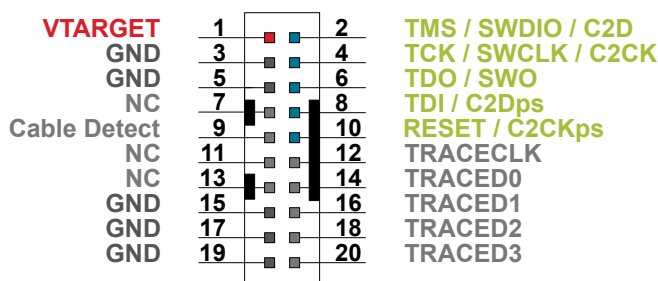 VTARGET 1 2 TMS / SWDIO / C2D
GND 3 4 TCK / SWCLK / C2CK
GND 5 6 TDO / SWO
NC 7 8 TDI / C2Dps
Cable Detect 9 10 RESET / C2CKps
NC 11 12 TRACECLK
NC 13 14 TRACED0
GND 15 16 TRACED1
GND 17 18 TRACED2
GND 19 20 TRACED3